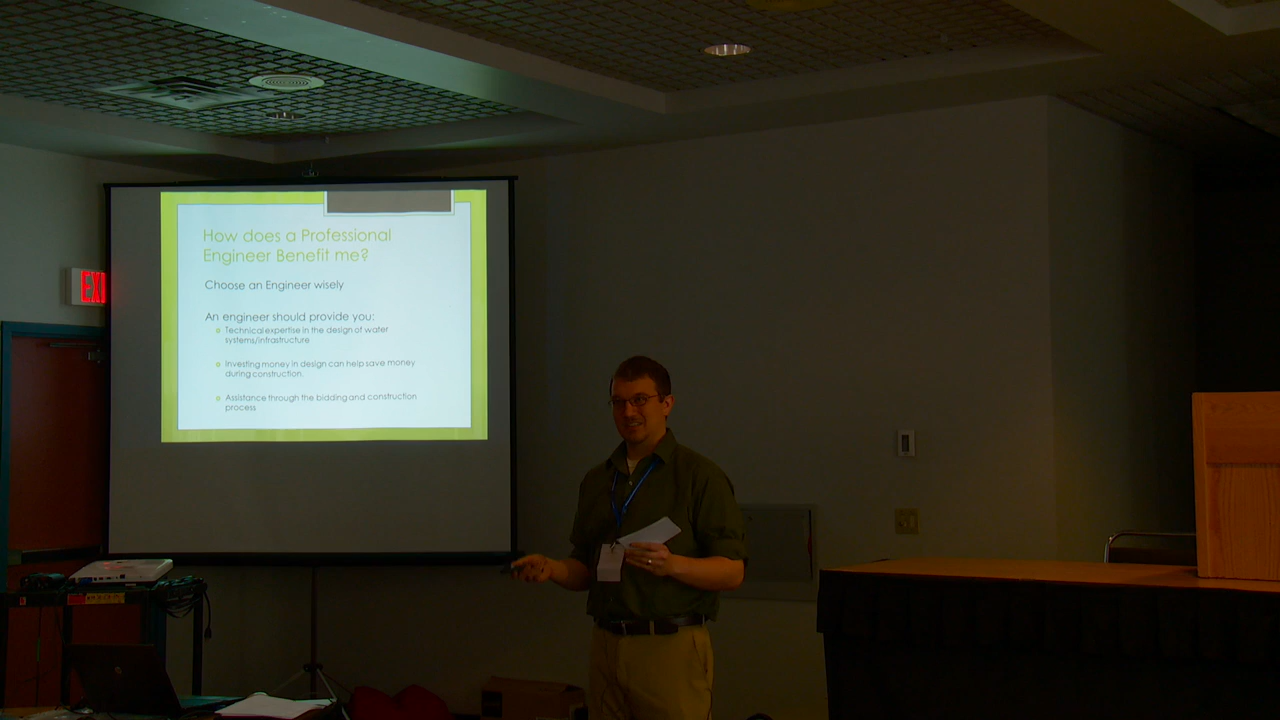 How does a Professional
Engineer Benefit me?
Choose an Engineer wisely
An engineer should provide you:
Technical expertise in the design of water
systems/infrastructure
Investing money in design can help save money
during construction.
Assistance through the bidding and construction
process
EXI